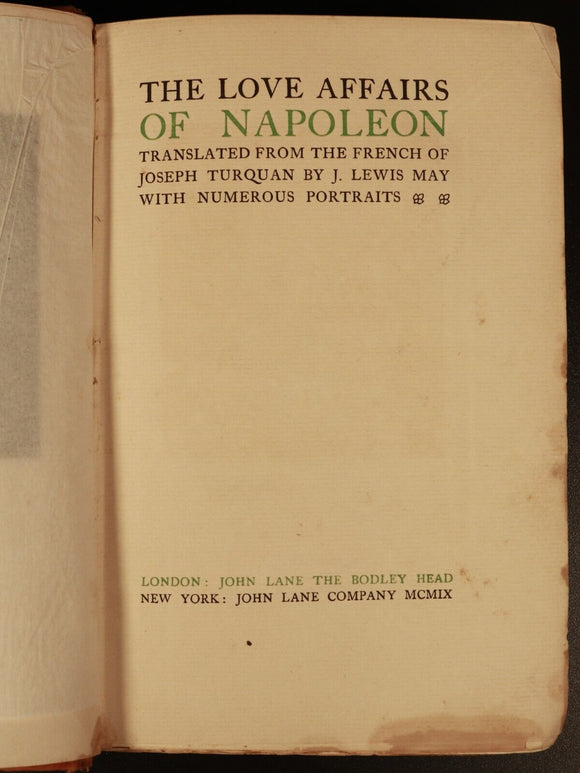 THE LOVE AFFAIRS
OF NAPOLEON
TRANSLATED FROM THE FRENCH OF
JOSEPH TURQUAN BY J. LEWIS MAY
WITH NUMEROUS PORTRAITS
LONDON: JOHN LANE THE BODLEY HEAD
NEW YORK: JOHN LANE COMPANY MCMIX